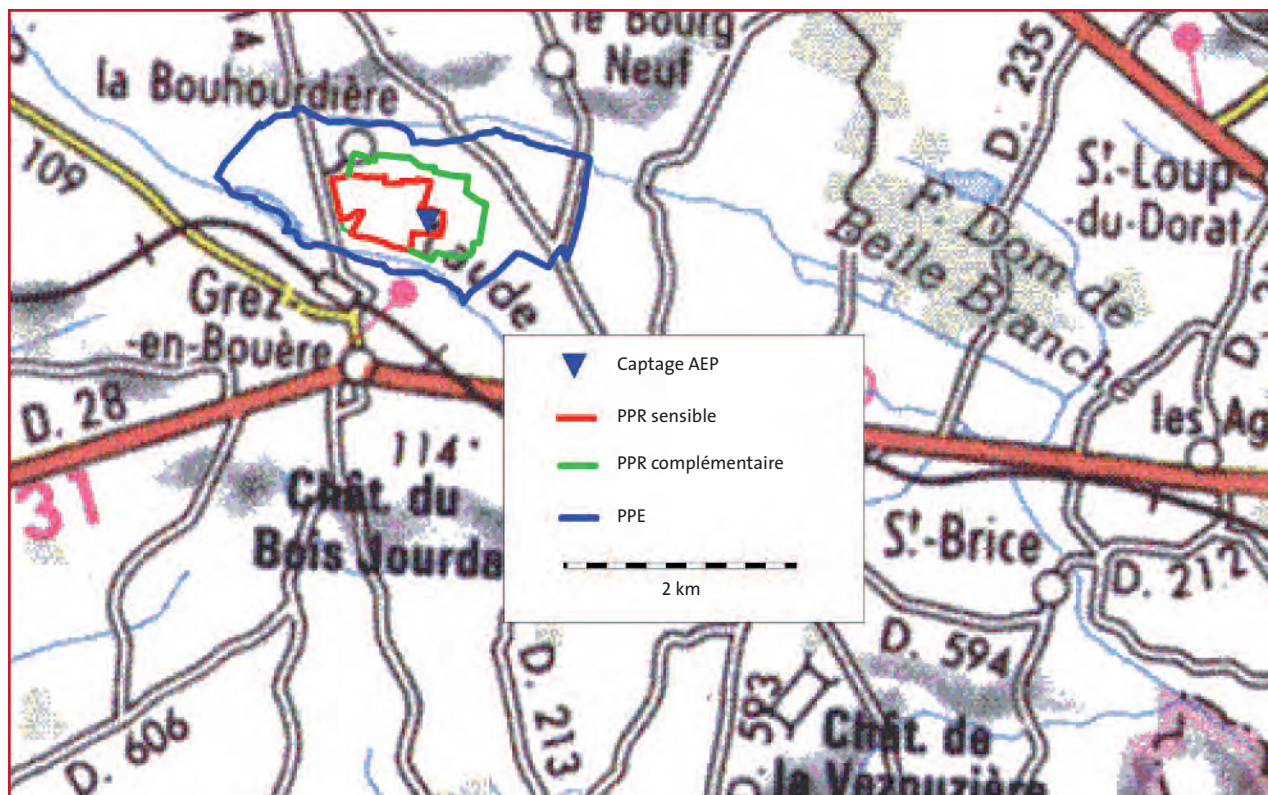 le Bourg
Neuf
la Bouhourdière
109
D. 235
St.-Loup-
-du-Dorat
F. Dom de
Belle Branche
Grez
-en-Bouère
D. 28
31
114
Chât. du
Bois Jourda
Captage AEP
PPR sensible
PPR complémentaire
PPE
2 km
les Ag
St.-Brice
D. 212
D. 594
593
D. 213
D. 606
Chât. de
la Vezouzière